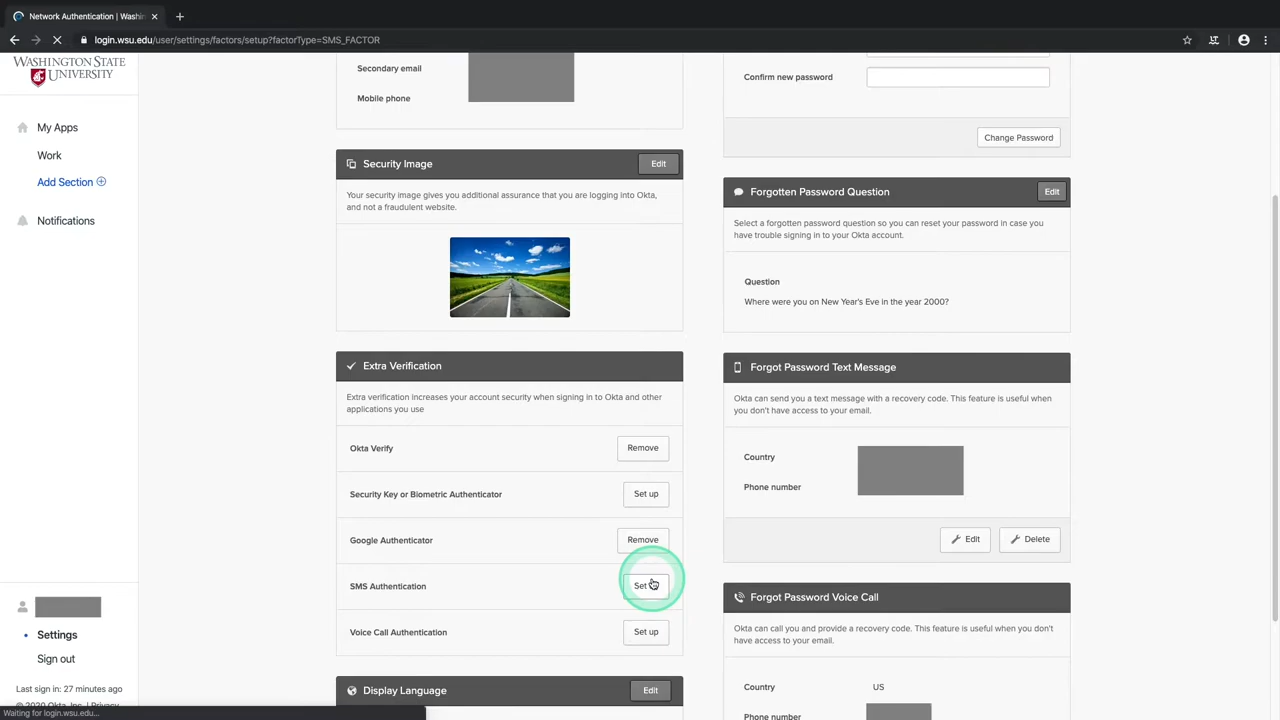 Network Authentication | Washin
login.wsu.edu/user/settings/factors/setup?factorType=SMS_FACTOR
WASHINGTON STATE
UNIVERSITY
My Apps
Work
Add Section
Notifications
Settings
Sign out
Last sign in: 27 minutes ago
© 2020 Okta, Inc. | Privacy
Waiting for login.wsu.edu...
Secondary email
Mobile phone
Security Image
Edit
Your security image gives you additional assurance that you are logging into Okta,
and not a fraudulent website.
Extra Verification
Extra verification increases your account security when signing in to Okta and other
applications you use
Okta Verify
Remove
Security Key or Biometric Authenticator
Set up
Google Authenticator
Remove
SMS Authentication
Set
Voice Call Authentication
Set up
Display Language
Edit
Confirm new password
Change Password
Forgotten Password Question
Edit
Select a forgotten password question so you can reset your password in case you
have trouble signing in to your Okta account.
Question
Where were you on New Year's Eve in the year 2000?
Forgot Password Text Message
Okta can send you a text message with a recovery code. This feature is useful when
you don't have access to your email.
Country
Phone number
Edit
Delete
Forgot Password Voice Call
Okta can call you and provide a recovery code. This feature is useful when you don't
have access to your email.
Country
US
Phone number